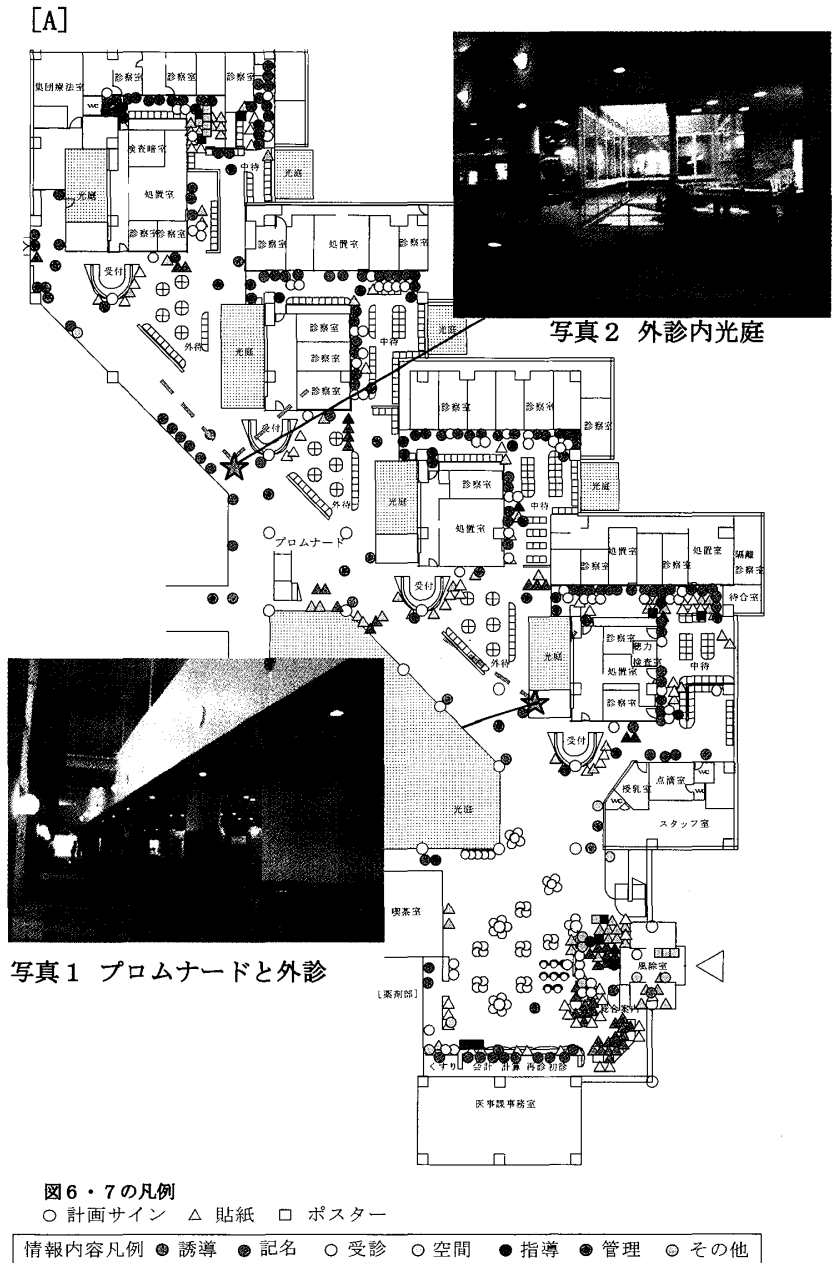 [A]
集団療法室
診察室
診察室
診察室
WC
検査暗室
中待
光庭
光庭
処置室
診察室
診察室
受付
外待
診察室
処置室
診察室
光庭
診察室
診察室
診察室
中待
光庭
受付
外待
写真2 外診内光庭
診察室
診察室
診察室
光庭
診察室
処置室
中待
光庭
プロムナード
受付
外待
診察室
処置室
診察室
処置室
隔離
診察室
待合室
光庭
診察室
聴力
検査室
処置室
診察室
中待
受付
授乳室
点滴室
WC
WC
WC
スタッフ室
光庭
喫茶室
風除室
総合案内
[薬剤部]
くすり 会計 計算 再診 初診
医事課事務室
写真1 プロムナードと外診
図6・7の凡例
○ 計画サイン △ 貼紙 □ ポスター
情報内容凡例 ● 誘導 ● 記名 ○ 受診 ○ 空間 ● 指導 ● 管理 ○ その他